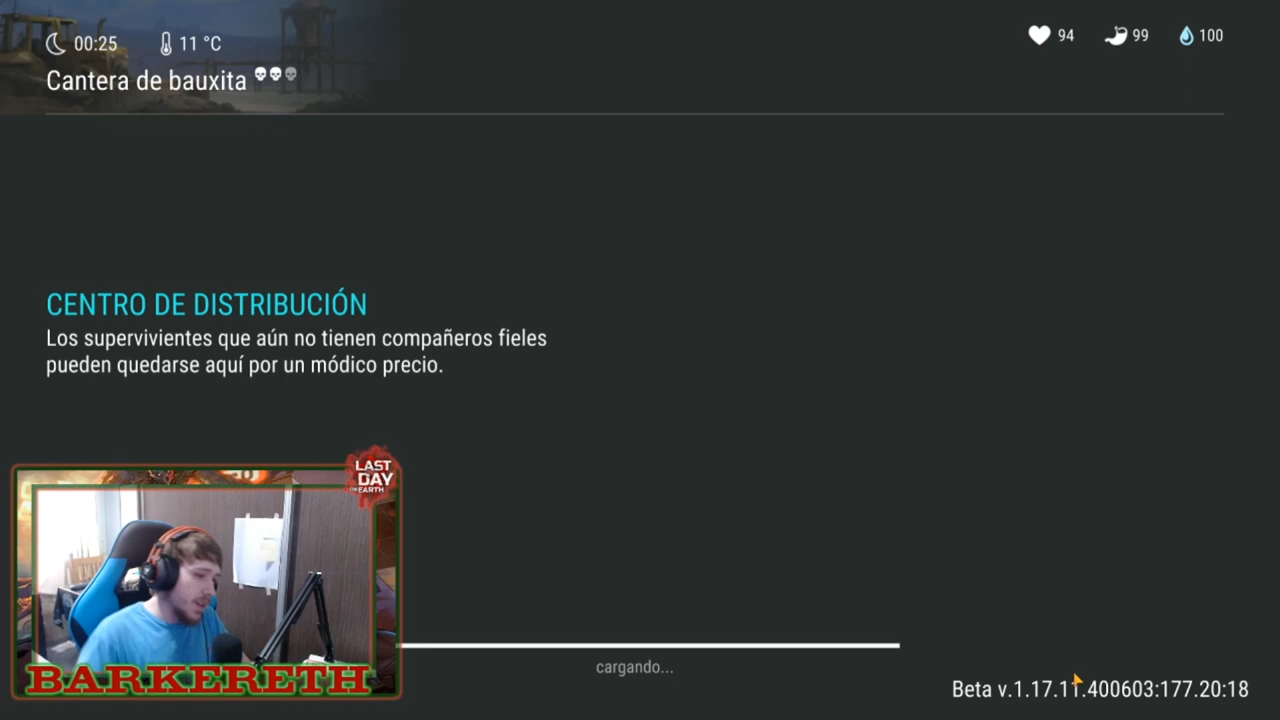 00:25
11 °C
94
99
100
Cantera de bauxita
CENTRO DE DISTRIBUCIÓN
Los supervivientes que aún no tienen compañeros fieles
pueden quedarse aquí por un módico precio.
LAST
DAY
ON EARTH
BARKERETH
cargando...
Beta v.1.17.11.400603:177.20:18